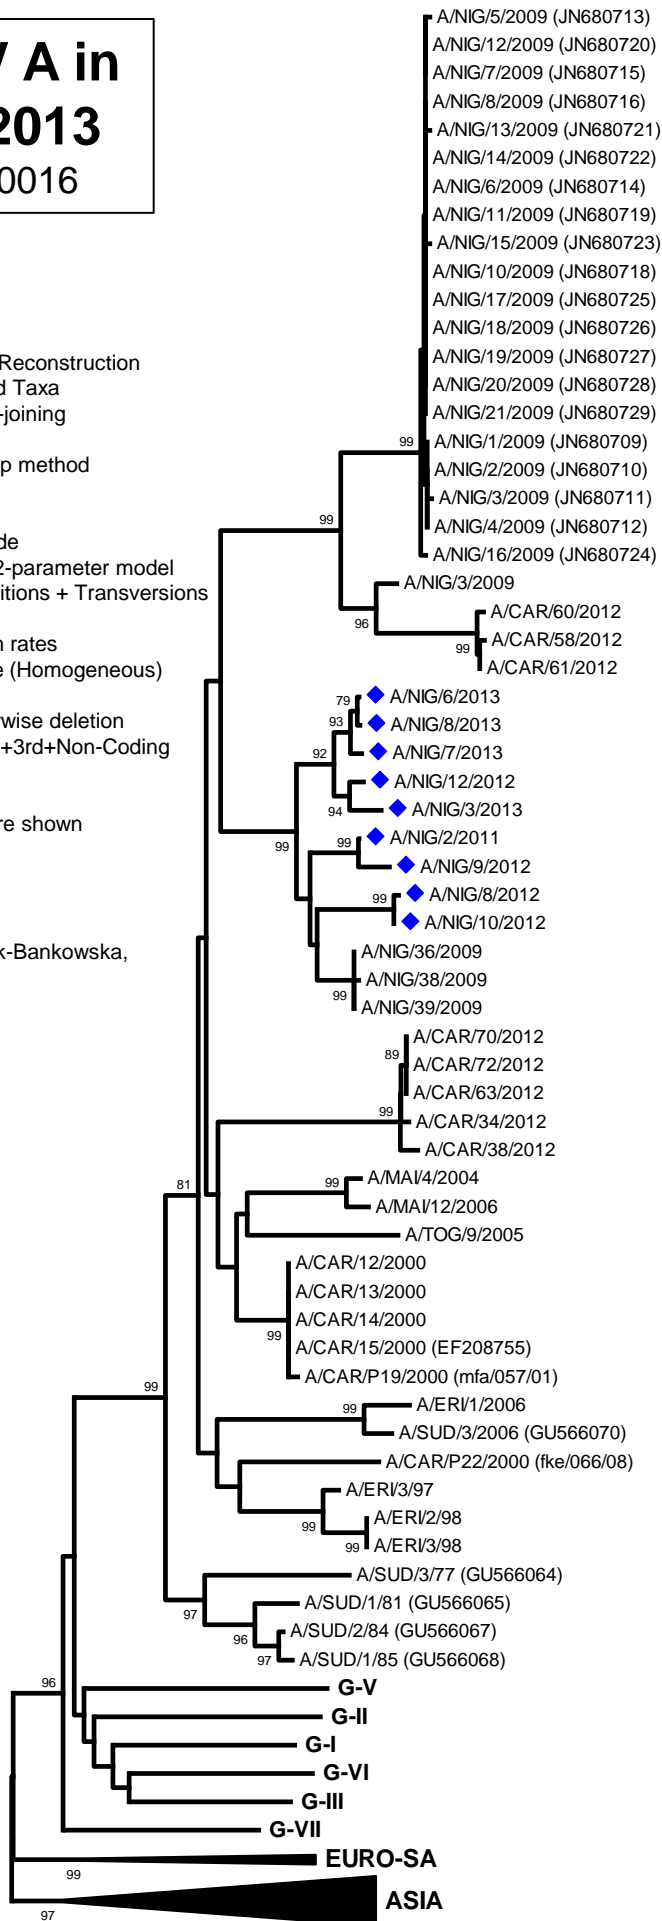 A in
2013
0016
Reconstruction
d Taxa
-joining
p method
de
2-parameter model
itions + Transversions
n rates
e (Homogeneous)
rwise deletion
+3rd+Non-Coding
re shown
k-Bankowska,
A/NIG/5/2009 (JN680713)
A/NIG/12/2009 (JN680720)
A/NIG/7/2009 (JN680715)
A/NIG/8/2009 (JN680716)
A/NIG/13/2009 (JN680721)
A/NIG/14/2009 (JN680722)
A/NIG/6/2009 (JN680714)
A/NIG/11/2009 (JN680719)
A/NIG/15/2009 (JN680723)
A/NIG/10/2009 (JN680718)
A/NIG/17/2009 (JN680725)
A/NIG/18/2009 (JN680726)
A/NIG/19/2009 (JN680727)
A/NIG/20/2009 (JN680728)
A/NIG/21/2009 (JN680729)
99
A/NIG/1/2009 (JN680709)
A/NIG/2/2009 (JN680710)
A/NIG/3/2009 (JN680711)
99
A/NIG/4/2009 (JN680712)
A/NIG/16/2009 (JN680724)
A/NIG/3/2009
96
A/CAR/60/2012
A/CAR/58/2012
99
A/CAR/61/2012
79
A/NIG/6/2013
93
A/NIG/8/2013
92
A/NIG/7/2013
A/NIG/12/2012
94
A/NIG/3/2013
99
99
A/NIG/2/2011
A/NIG/9/2012
99
A/NIG/8/2012
A/NIG/10/2012
A/NIG/36/2009
A/NIG/38/2009
99
A/NIG/39/2009
A/CAR/70/2012
89
A/CAR/72/2012
A/CAR/63/2012
99
A/CAR/34/2012
A/CAR/38/2012
81
99
A/MAI/4/2004
A/MAI/12/2006
A/TOG/9/2005
A/CAR/12/2000
A/CAR/13/2000
A/CAR/14/2000
99
A/CAR/15/2000 (EF208755)
A/CAR/P19/2000 (mfa/057/01)
99
99
A/ERI/1/2006
A/SUD/3/2006 (GU566070)
A/CAR/P22/2000 (fke/066/08)
A/ERI/3/97
99
A/ERI/2/98
99
A/ERI/3/98
A/SUD/3/77 (GU566064)
97
A/SUD/1/81 (GU566065)
96
A/SUD/2/84 (GU566067)
97
A/SUD/1/85 (GU566068)
96
G-V
G-II
G-I
G-VI
G-III
G-VII
EURO-SA
99
ASIA
97